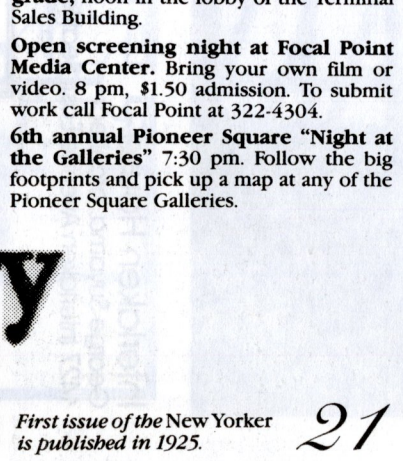 grade, noon in the lobby of the Terminal
Sales Building.
Open screening night at Focal Point
Media Center. Bring your own film or
video. 8 pm, $1.50 admission. To submit
work call Focal Point at 322-4304.
6th annual Pioneer Square “Night at
the Galleries” 7:30 pm. Follow the big
footprints and pick up a map at any of the
Pioneer Square Galleries.
y
First issue of the New Yorker
is published in 1925.
21